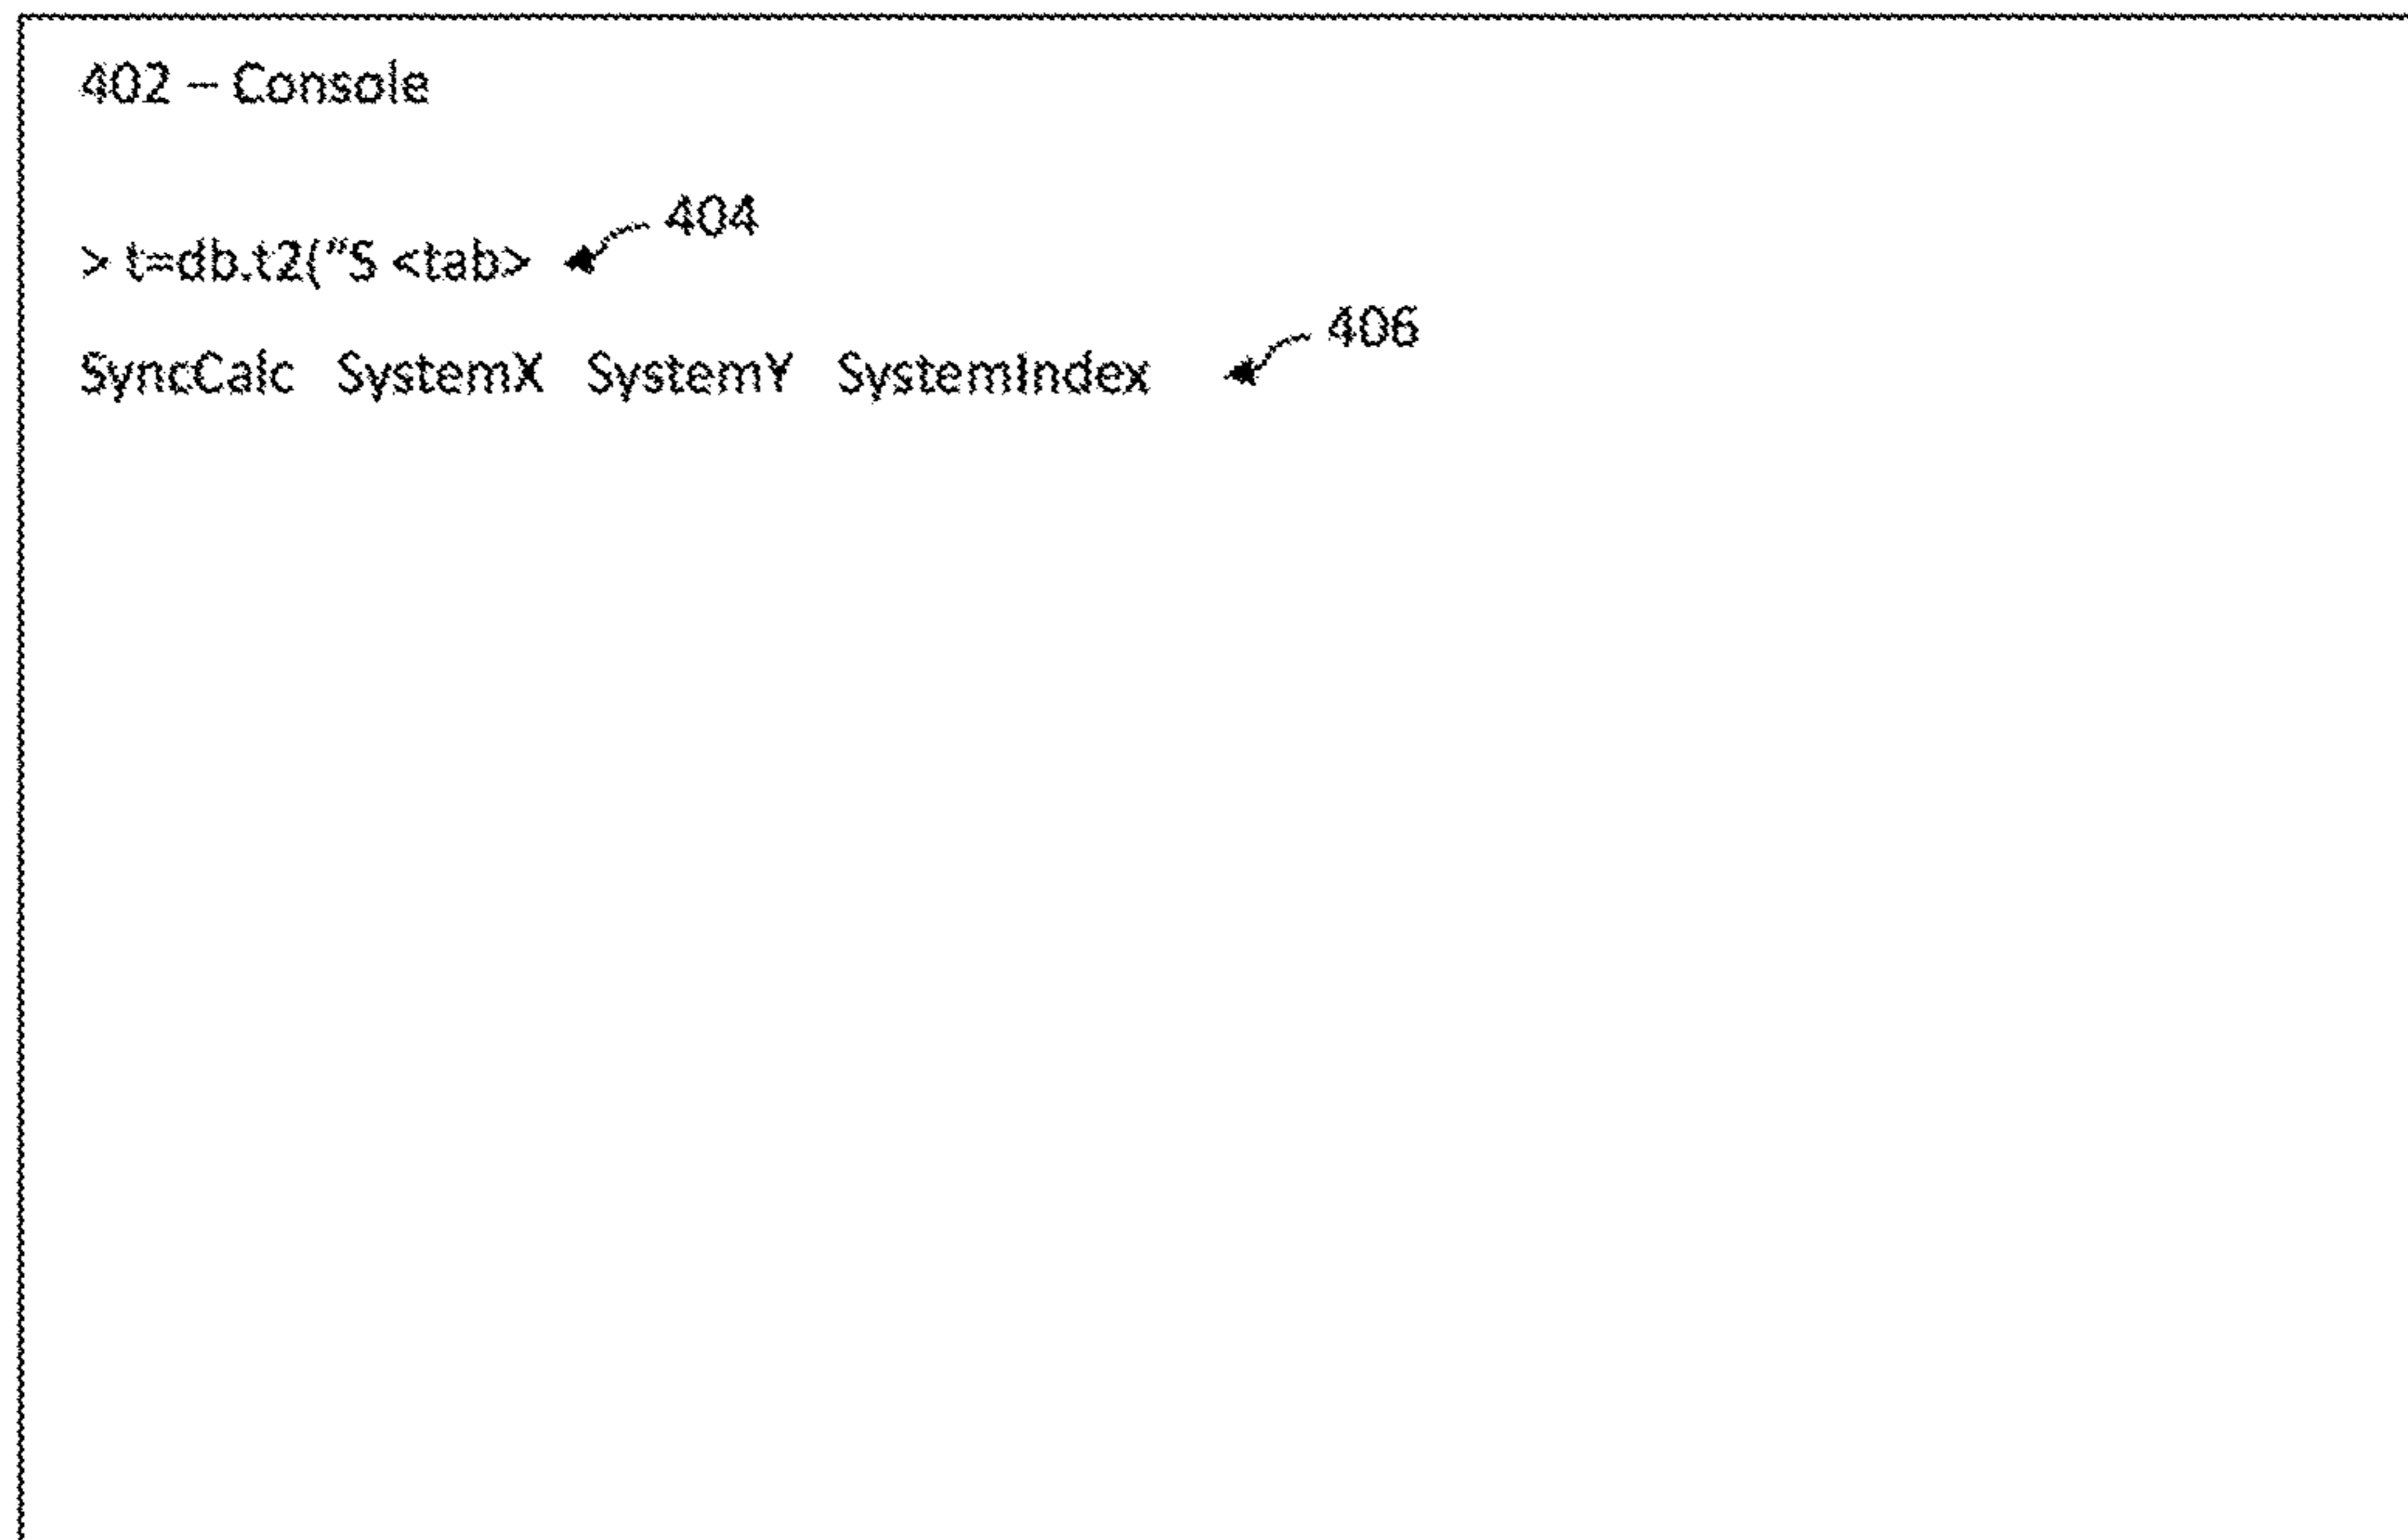 402 – Console
404
> t=db.t2("S <tab>
406
SyncCalc SystemX SystemY SystemIndex